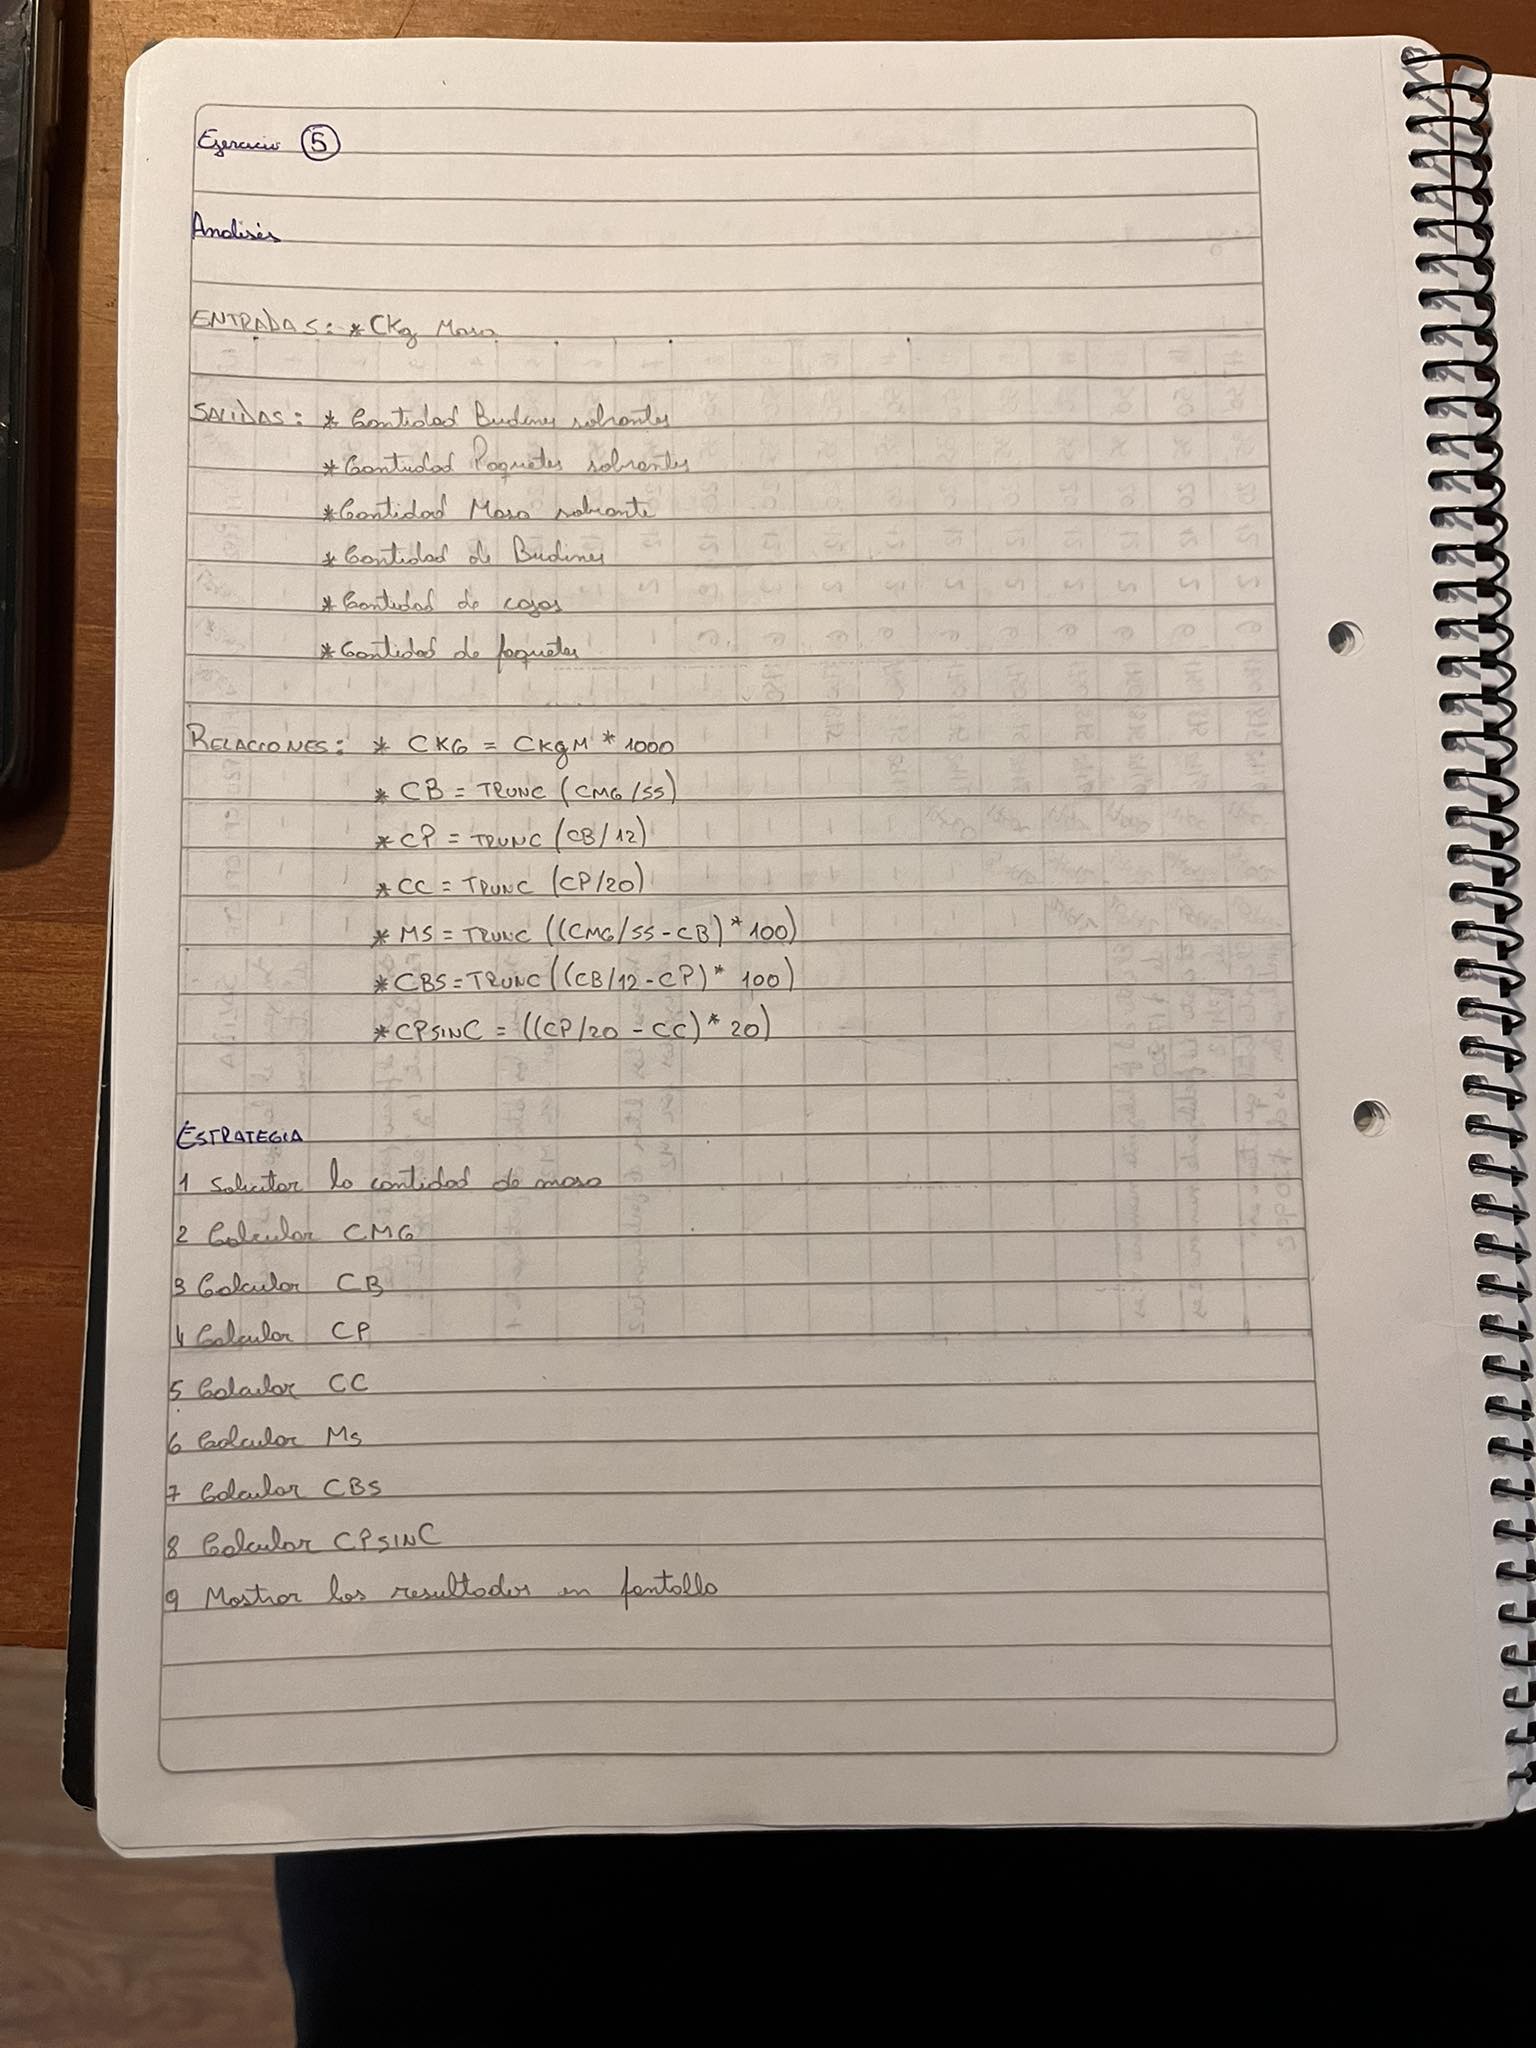 Ejercicio 5
Analisis
ENTRADAS: * CKg Masa
SALIDAS: * Cantidad Budines sobrantes
* Cantidad Paquetes sobrantes
* Cantidad Masa sobrante
* Cantidad de Budines
* Cantidad de cajas
* Cantidad de paquetes
RELACIONES: * CKG = CKgM * 1000
* CB = TRUNC (CMG/55)
* CP = TRUNC (CB/12)
* CC = TRUNC (CP/20)
* MS = TRUNC ((CMG/55 - CB) * 100)
* CBS = TRUNC ((CB/12 - CP) * 100)
* CPSINC = ((CP/20 - CC) * 20)
ESTRATEGIA
1 Solicitar la cantidad de masa
2 Calcular CMG
3 Calcular CB
4 Calcular CP
5 Calcular CC
6 Calcular Ms
7 Calcular CBS
8 Calcular CPSINC
9 Mostrar los resultados en pantalla